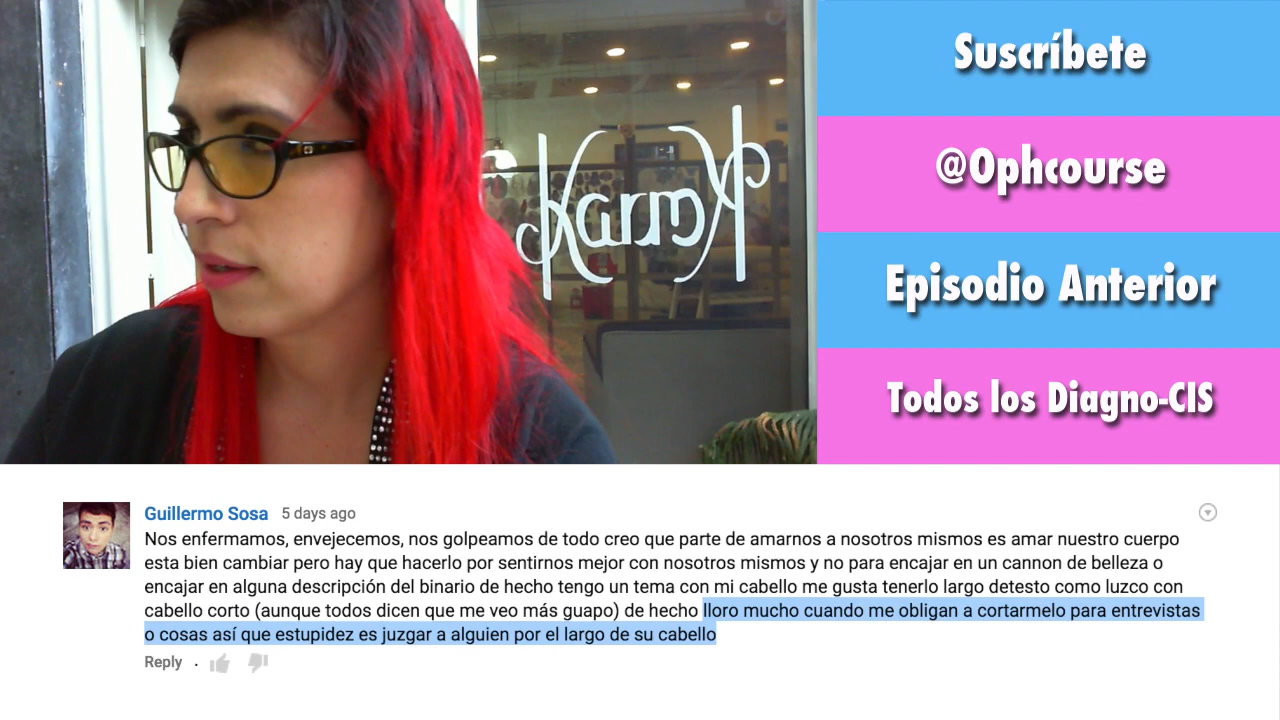 Suscríbete
@Ophcourse
Episodio Anterior
Todos los Diagno-CIS
Karma
Guillermo Sosa 5 days ago
Nos enfermamos, envejecemos, nos golpeamos de todo creo que parte de amarnos a nosotros mismos es amar nuestro cuerpo
esta bien cambiar pero hay que hacerlo por sentirnos mejor con nosotros mismos y no para encajar en un cannon de belleza o
encajar en alguna descripción del binario de hecho tengo un tema con mi cabello me gusta tenerlo largo detesto como luzco con
cabello corto (aunque todos dicen que me veo más guapo) de hecho lloro mucho cuando me obligan a cortarmelo para entrevistas
o cosas así que estupidez es juzgar a alguien por el largo de su cabello
Reply .